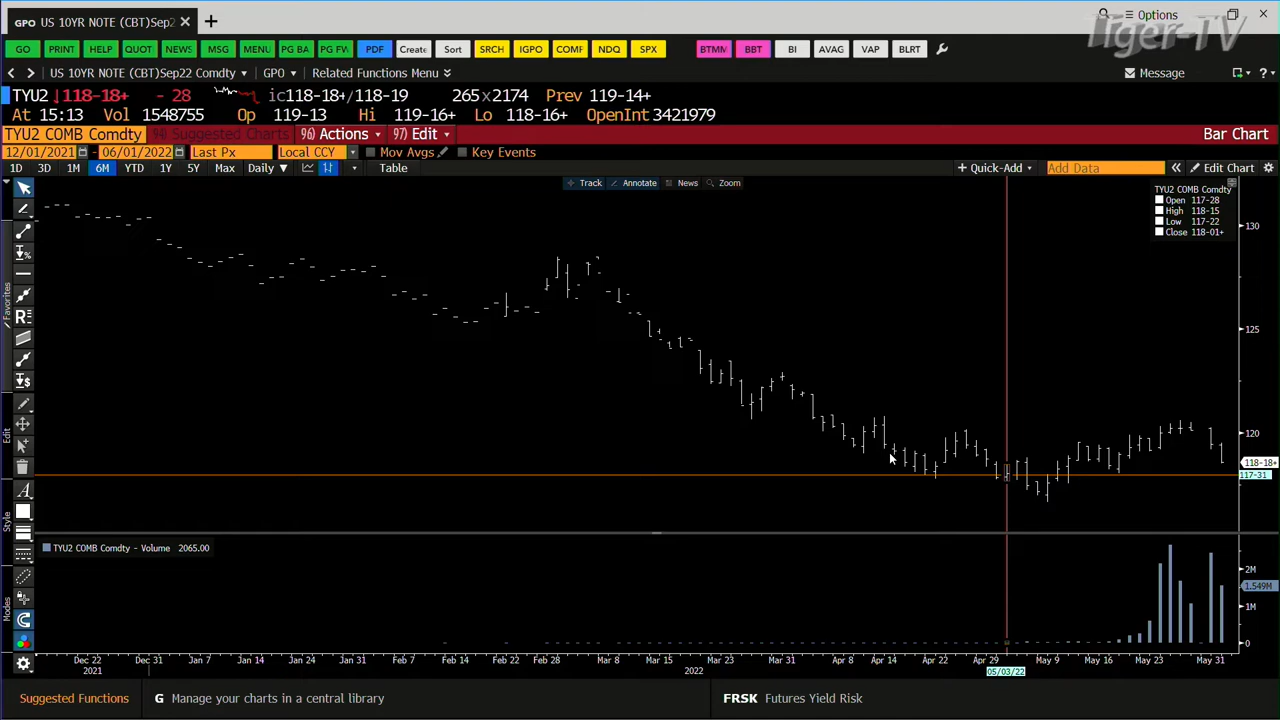 GPO US 10YR NOTE (CBT)Sep2
Options
Tiger-TV
GO PRINT HELP QUOT NEWS MSG MENU PG BA PG FW PDF Create Sort SRCH IGPO COMF NDQ SPX BTMM BBT BI AVAG VAP BLRT
US 10YR NOTE (CBT)Sep22 Comdty GPO Related Functions Menu Message ?
TYU2 118-18+ - 28 ic118-18+/118-19 265x2174 Prev 119-14+
At 15:13 Vol 1548755 Op 119-13 Hi 119-16+ Lo 118-16+ OpenInt 3421979
TYU2 COMB Comdty 94) Suggested Charts 96) Actions 97) Edit Bar Chart
12/01/2021 - 06/01/2022 Last Px Local CCY Mov Avgs Key Events
1D 3D 1M 6M YTD 1Y 5Y Max Daily Table + Quick-Add Add Data « Edit Chart
Track Annotate News Zoom
TYU2 COMB Comdty
Open 117-28
High 118-15
Low 117-22
Close 118-01+
130
125
120
118-18+
117-31
Favorites
Edit
Style
Modes
TYU2 COMB Comdty - Volume 2065.00
2M
1.549M
1M
0
Dec 22 Dec 31 Jan 7 Jan 14 Jan 24 Jan 31 Feb 7 Feb 14 Feb 22 Feb 28 Mar 8 Mar 15 Mar 23 Mar 31 Apr 8 Apr 14 Apr 22 Apr 29 May 9 May 16 May 23 May 31
2021 2022 05/03/22
Suggested Functions G Manage your charts in a central library FRSK Futures Yield Risk